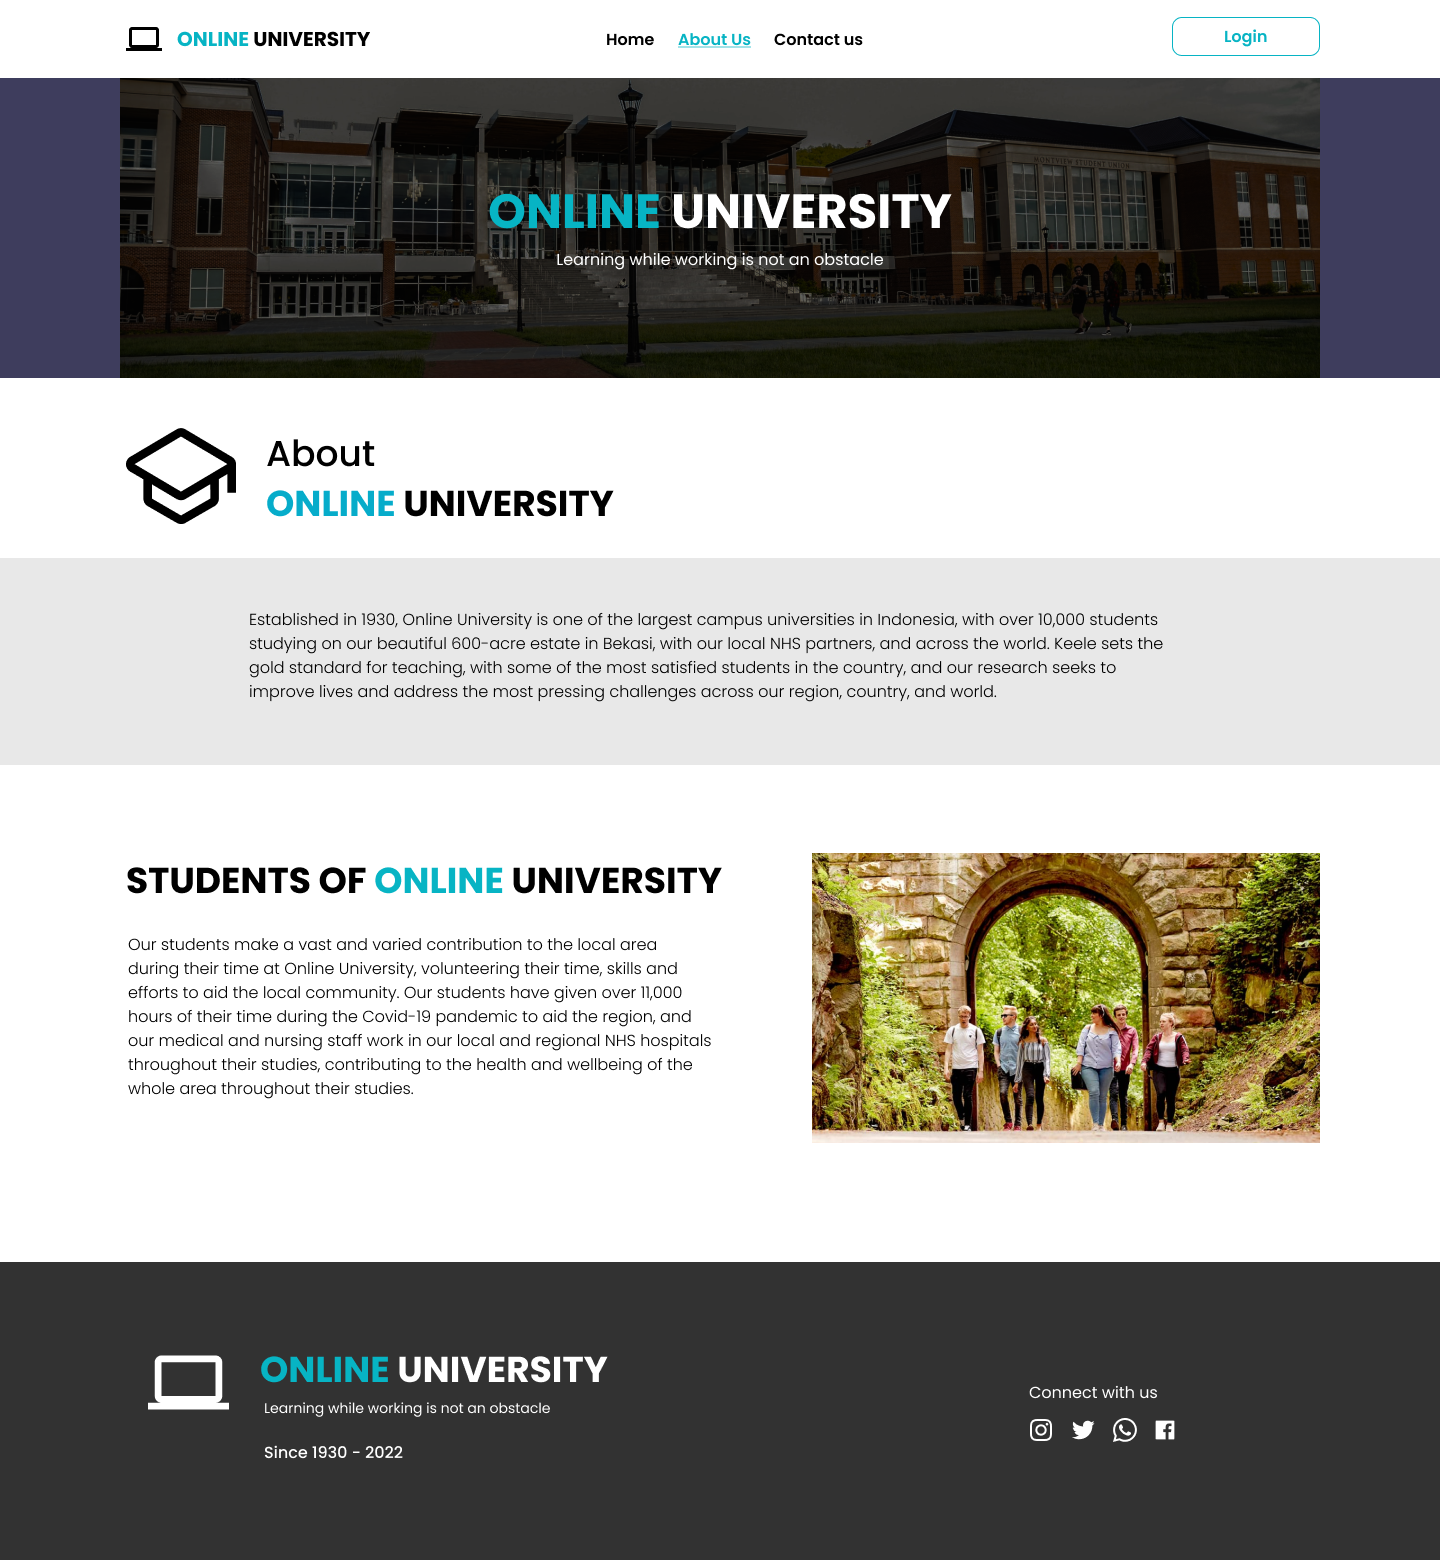 ONLINE UNIVERSITY
Home About Us Contact us
Login
MONTVIEW STUDENT UNION
ONLINE UNIVERSITY
Learning while working is not an obstacle
About
ONLINE UNIVERSITY
Established in 1930, Online University is one of the largest campus universities in Indonesia, with over 10,000 students
studying on our beautiful 600-acre estate in Bekasi, with our local NHS partners, and across the world. Keele sets the
gold standard for teaching, with some of the most satisfied students in the country, and our research seeks to
improve lives and address the most pressing challenges across our region, country, and world.
STUDENTS OF ONLINE UNIVERSITY
Our students make a vast and varied contribution to the local area
during their time at Online University, volunteering their time, skills and
efforts to aid the local community. Our students have given over 11,000
hours of their time during the Covid-19 pandemic to aid the region, and
our medical and nursing staff work in our local and regional NHS hospitals
throughout their studies, contributing to the health and wellbeing of the
whole area throughout their studies.
ONLINE UNIVERSITY
Learning while working is not an obstacle
Since 1930 - 2022
Connect with us